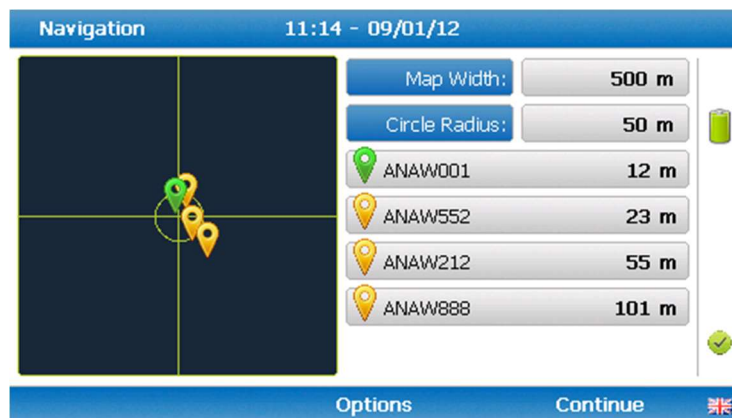 Navigation 11:14 - 09/01/12
Map Width: 500 m
Circle Radius: 50 m
ANAW001 12 m
ANAW552 23 m
ANAW212 55 m
ANAW888 101 m
Options Continue